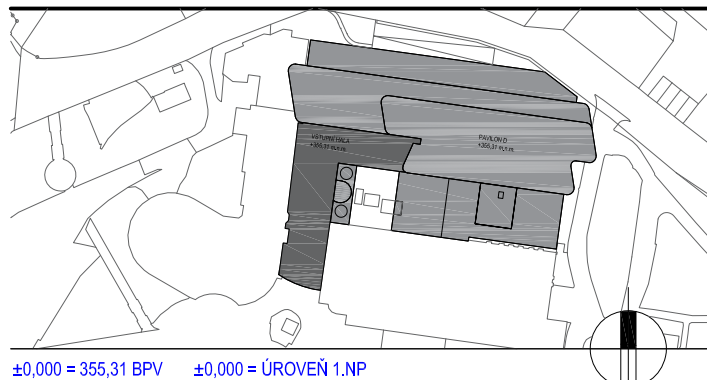 VSTUPNÍ HALA
+355,31 m.n.m.
PAVILON D
+355,31 m.n.m.
±0,000 = 355,31 BPV ±0,000 = ÚROVEŇ 1.NP